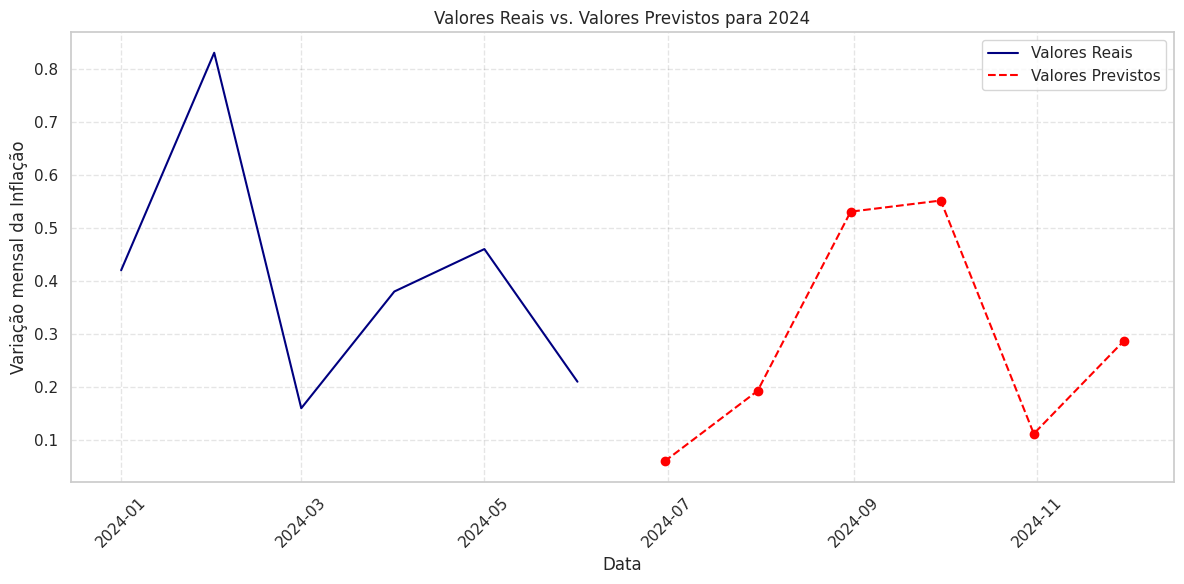 Valores Reais vs. Valores Previstos para 2024
Valores Reais
Valores Previstos
Variação mensal da Inflação
0.8
0.7
0.6
0.5
0.4
0.3
0.2
0.1
2024-01
2024-03
2024-05
2024-07
2024-09
2024-11
Data